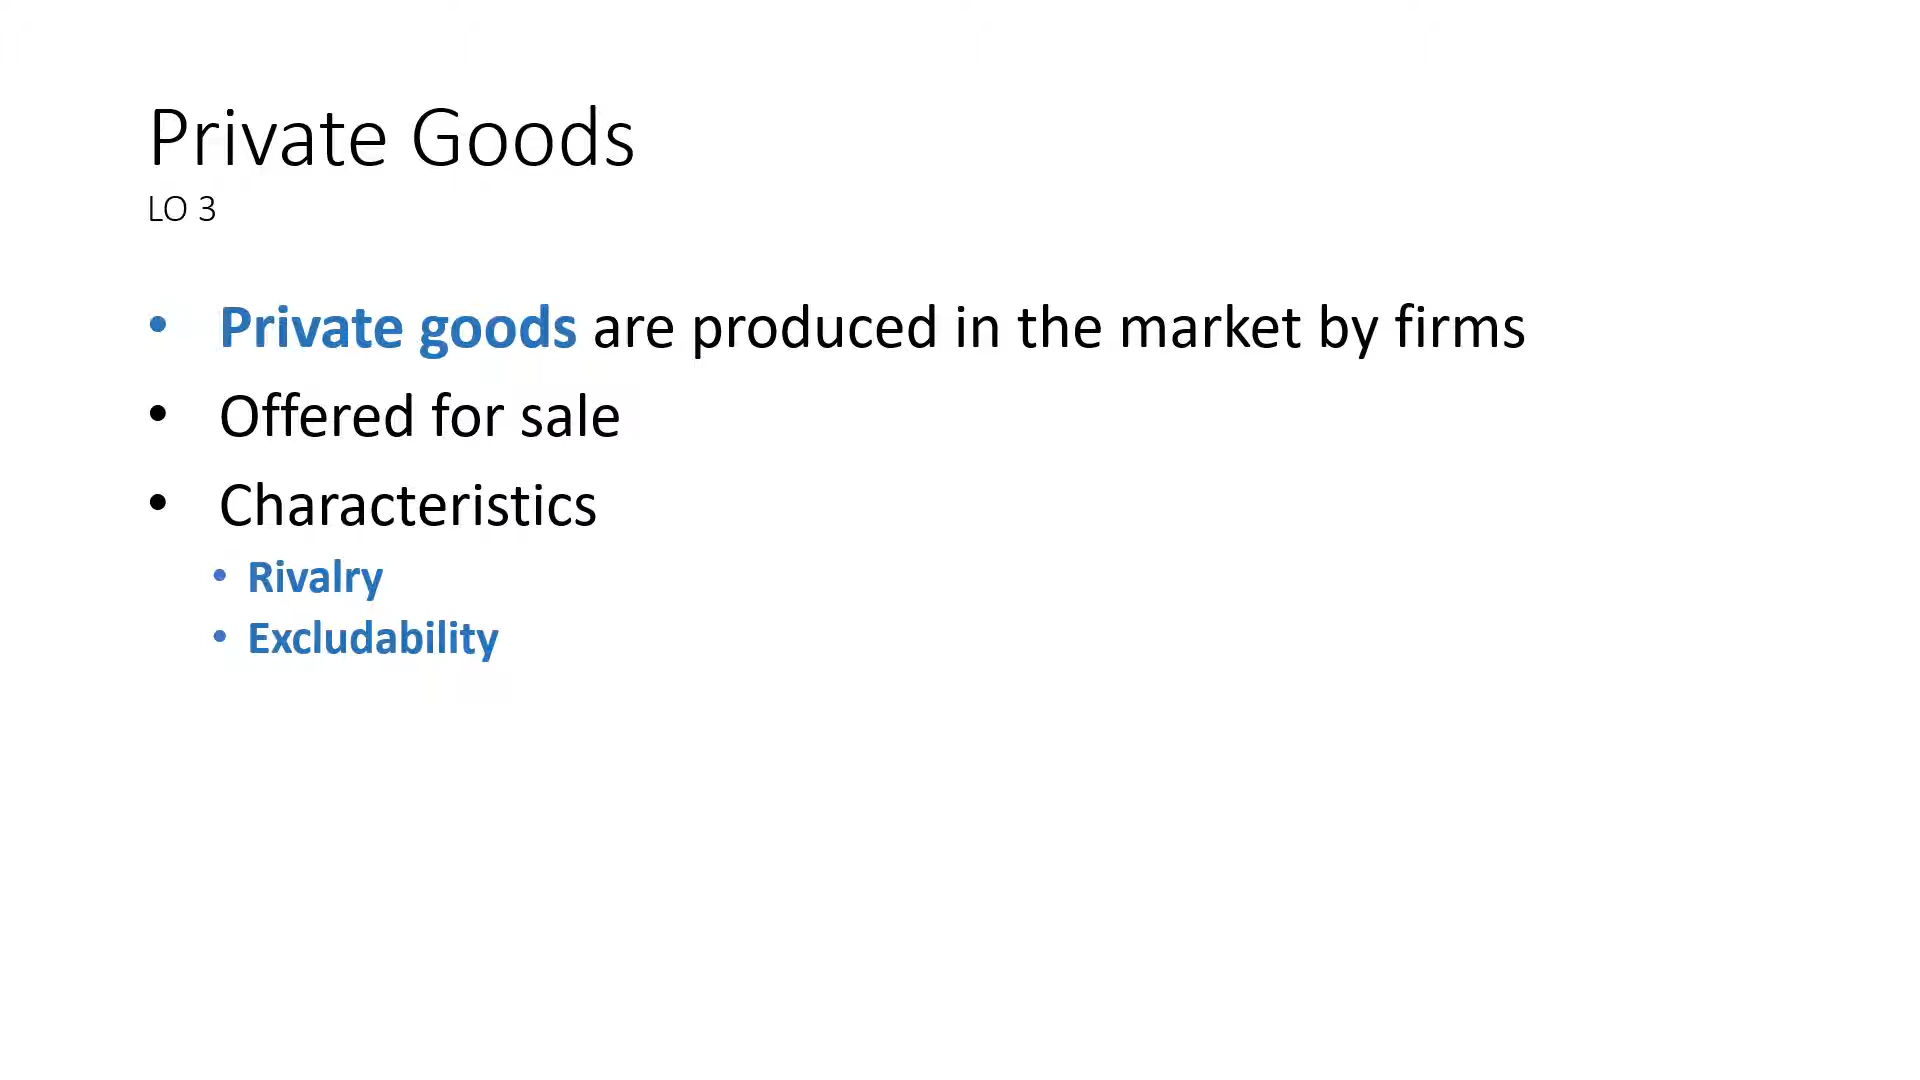 Private Goods
LO 3
• Private goods are produced in the market by firms
• Offered for sale
• Characteristics
• Rivalry
• Excludability